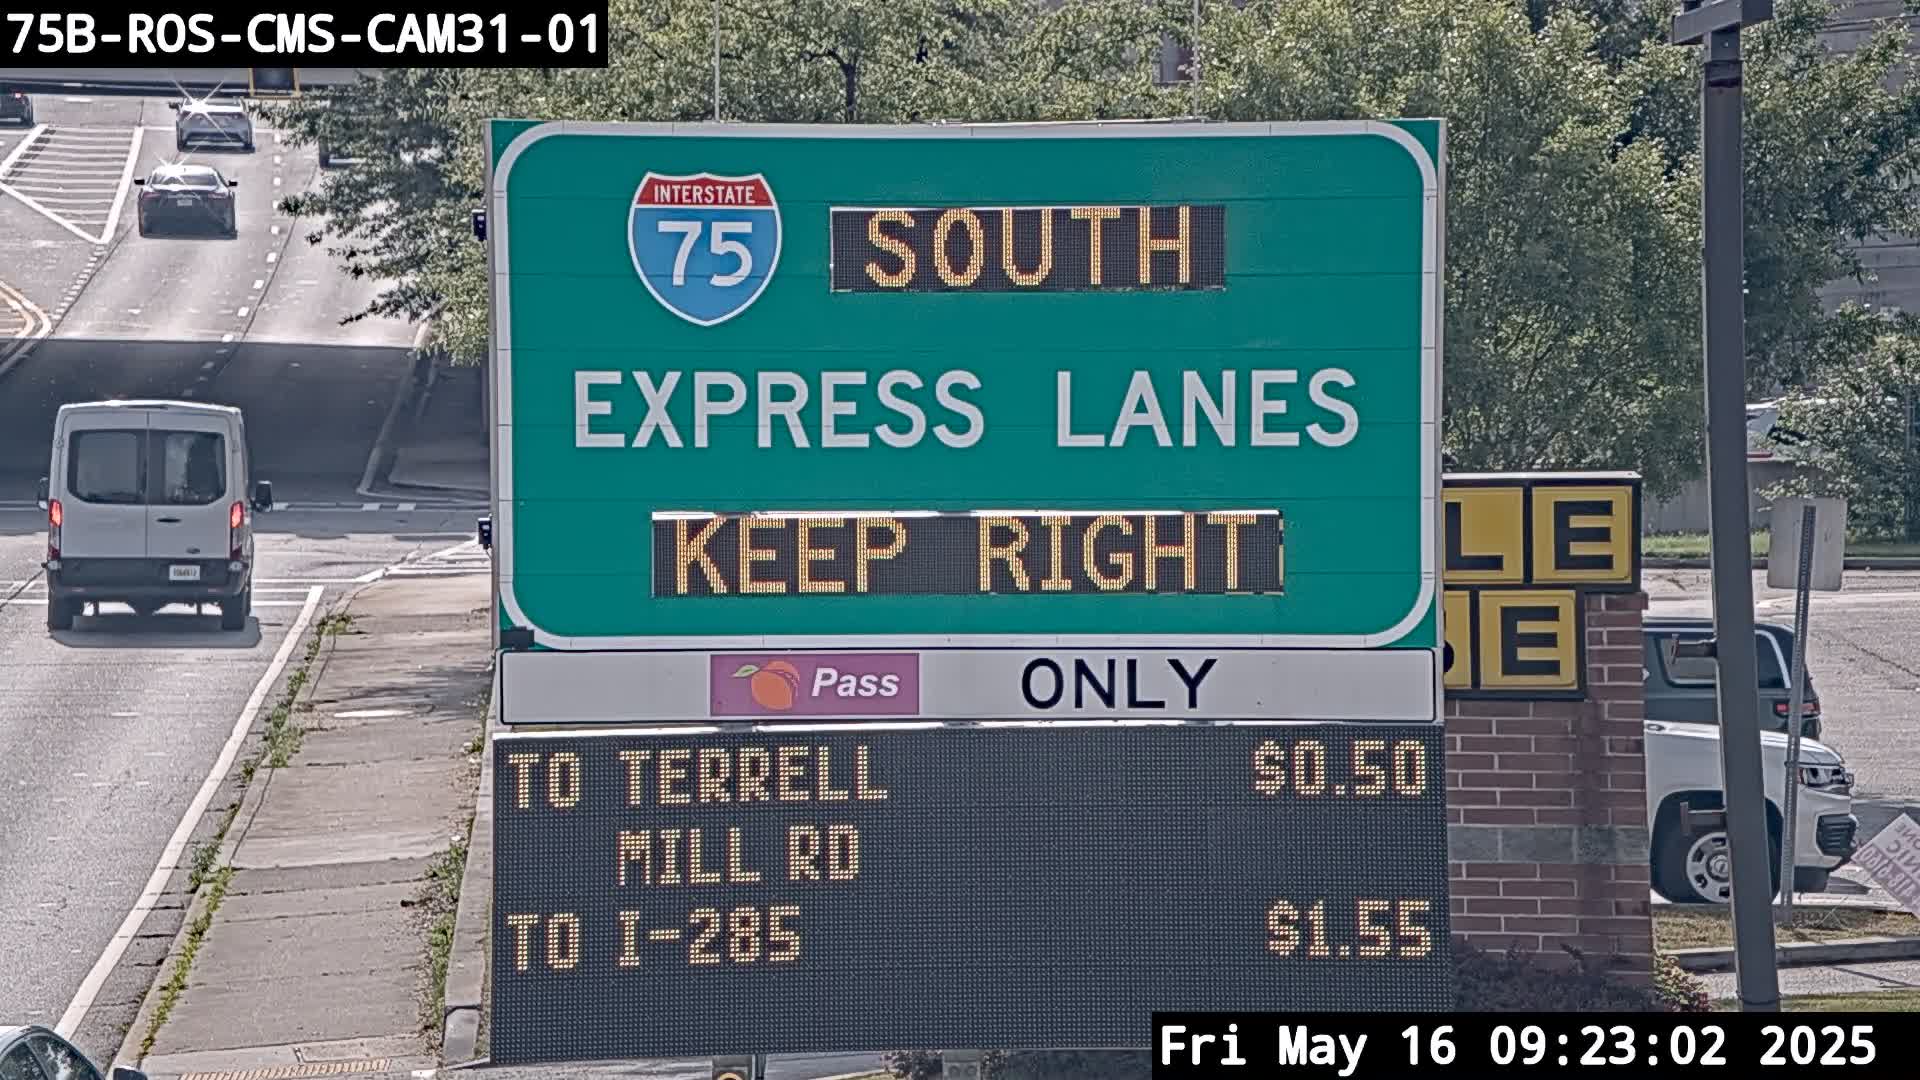 75B-ROS-CMS-CAM31-01
INTERSTATE
75
SOUTH
EXPRESS LANES
KEEP RIGHT
Pass ONLY
TO TERRELL $0.50
MILL RD
TO I-285 $1.55
LE
E
Fri May 16 09:23:02 2025